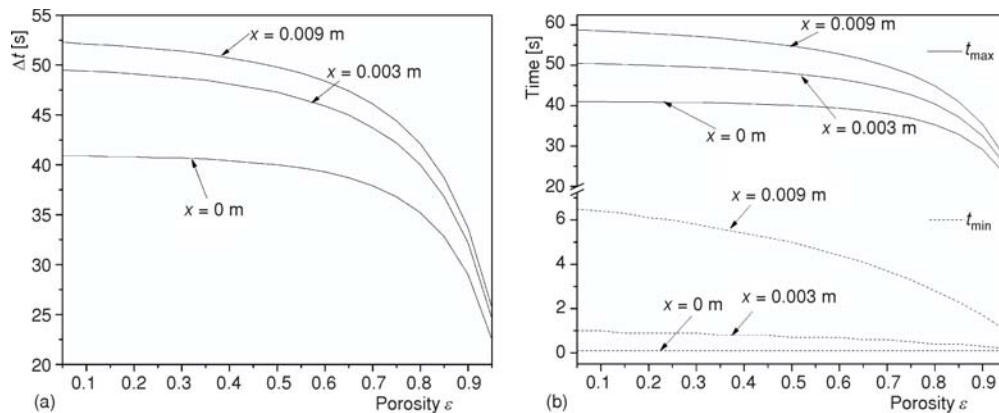 55
50
45
40
35
30
25
20
Δt [s]
x = 0.009 m
x = 0.003 m
x = 0 m
0.1 0.2 0.3 0.4 0.5 0.6 0.7 0.8 0.9
(a)
Porosity ε
60
50
40
30
20
6
4
2
0
Time [s]
x = 0.009 m
t max
x = 0.003 m
x = 0 m
x = 0.009 m
t min
x = 0 m
x = 0.003 m
0.1 0.2 0.3 0.4 0.5 0.6 0.7 0.8 0.9
(b)
Porosity ε